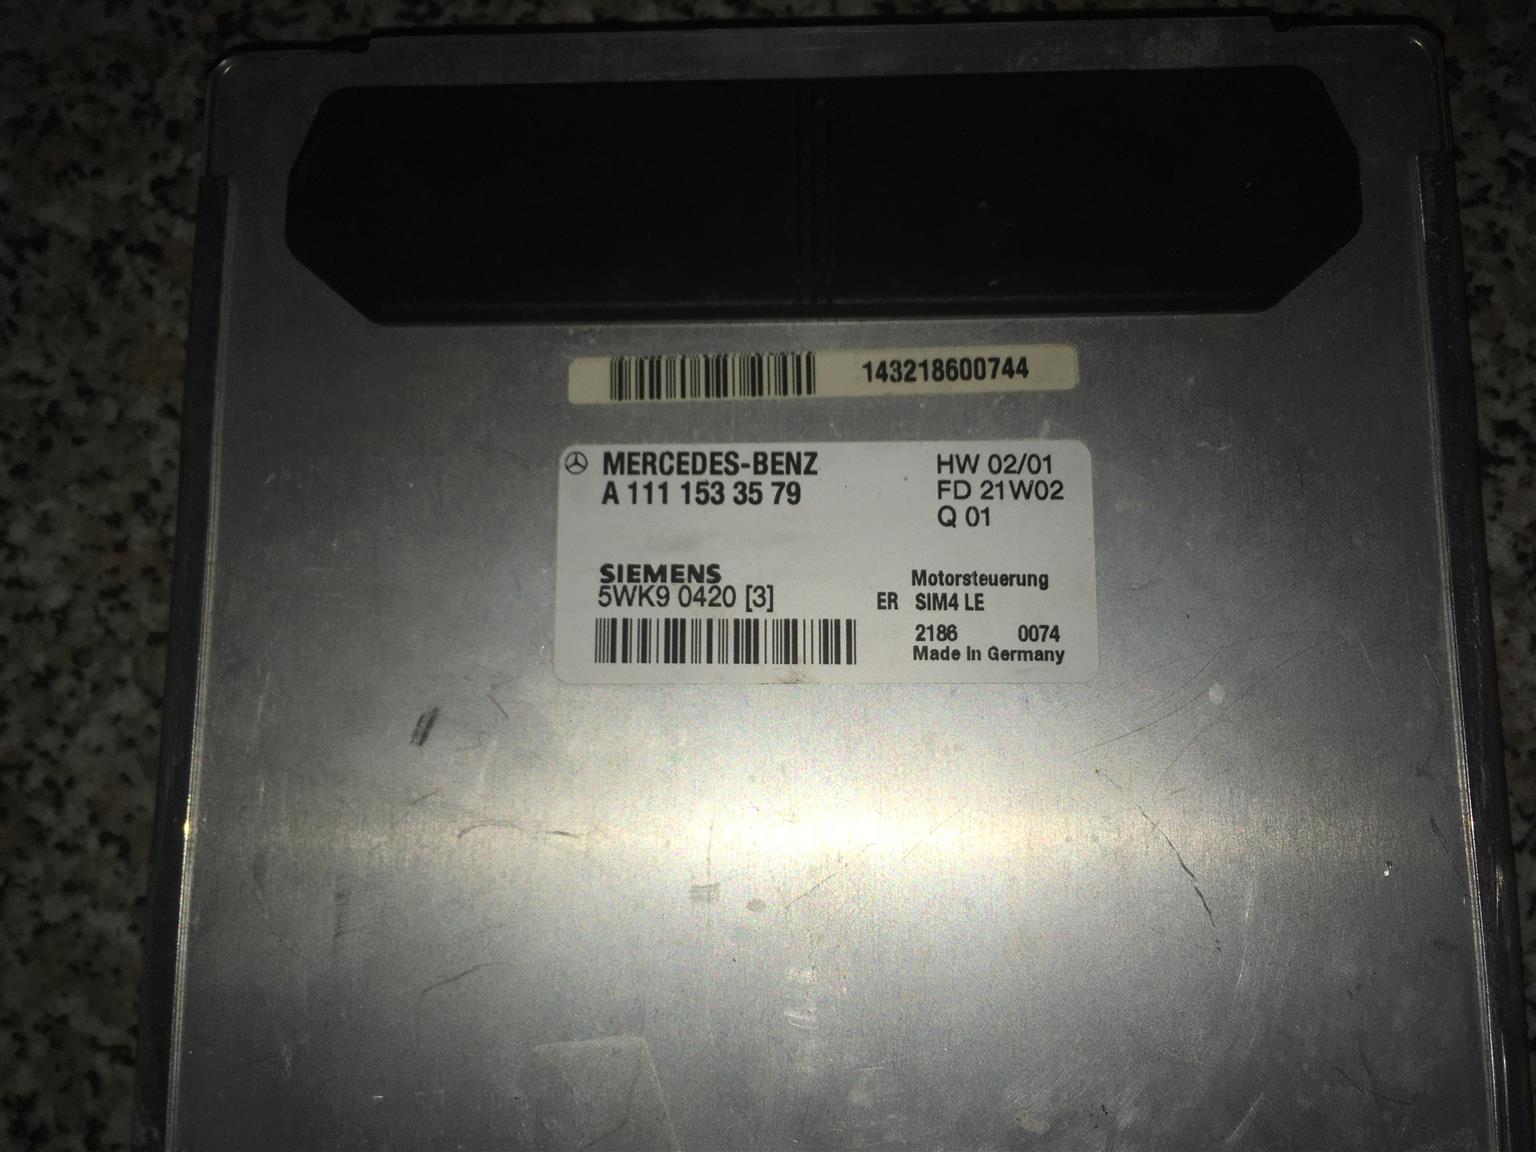 143218600744
MERCEDES-BENZ HW 02/01
A 111 153 35 79 FD 21W02
Q 01
SIEMENS Motorsteuerung
5WK9 0420 [3] ER SIM4 LE
2186 0074
Made in Germany